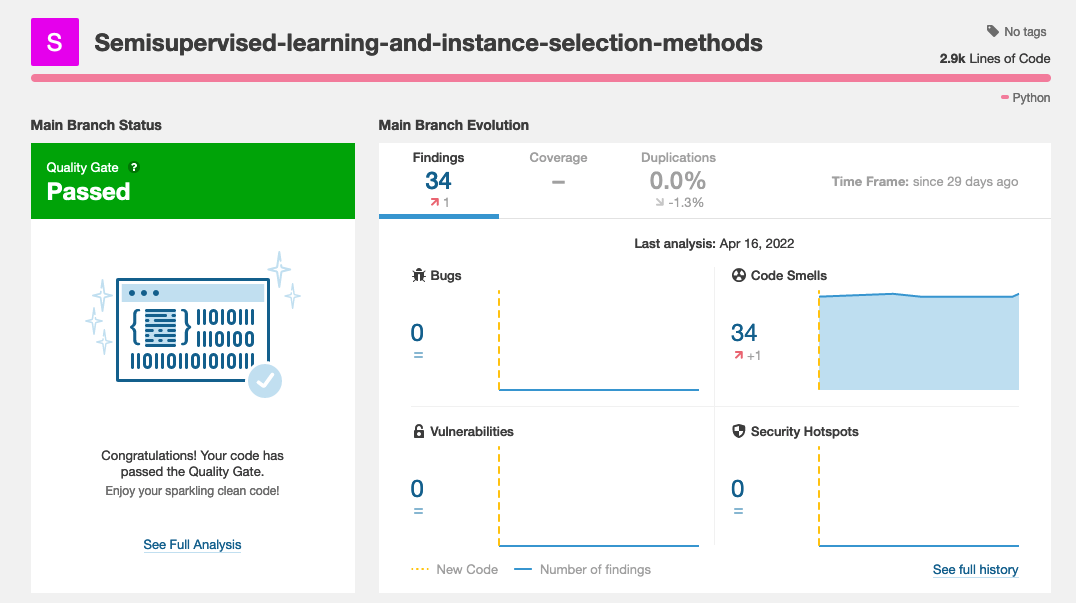 S
Semisupervised-learning-and-instance-selection-methods
No tags
2.9k Lines of Code
Python
Main Branch Status
Quality Gate ?
Passed
{ } 10101111
1101100
1101101101011
Congratulations! Your code has
passed the Quality Gate.
Enjoy your sparkling clean code!
See Full Analysis
Main Branch Evolution
Findings
34
1
Coverage
–
Duplications
0.0%
-1.3%
Time Frame: since 29 days ago
Last analysis: Apr 16, 2022
Bugs
0
=
Code Smells
34
+1
Vulnerabilities
0
=
Security Hotspots
0
=
New Code
Number of findings
See full history